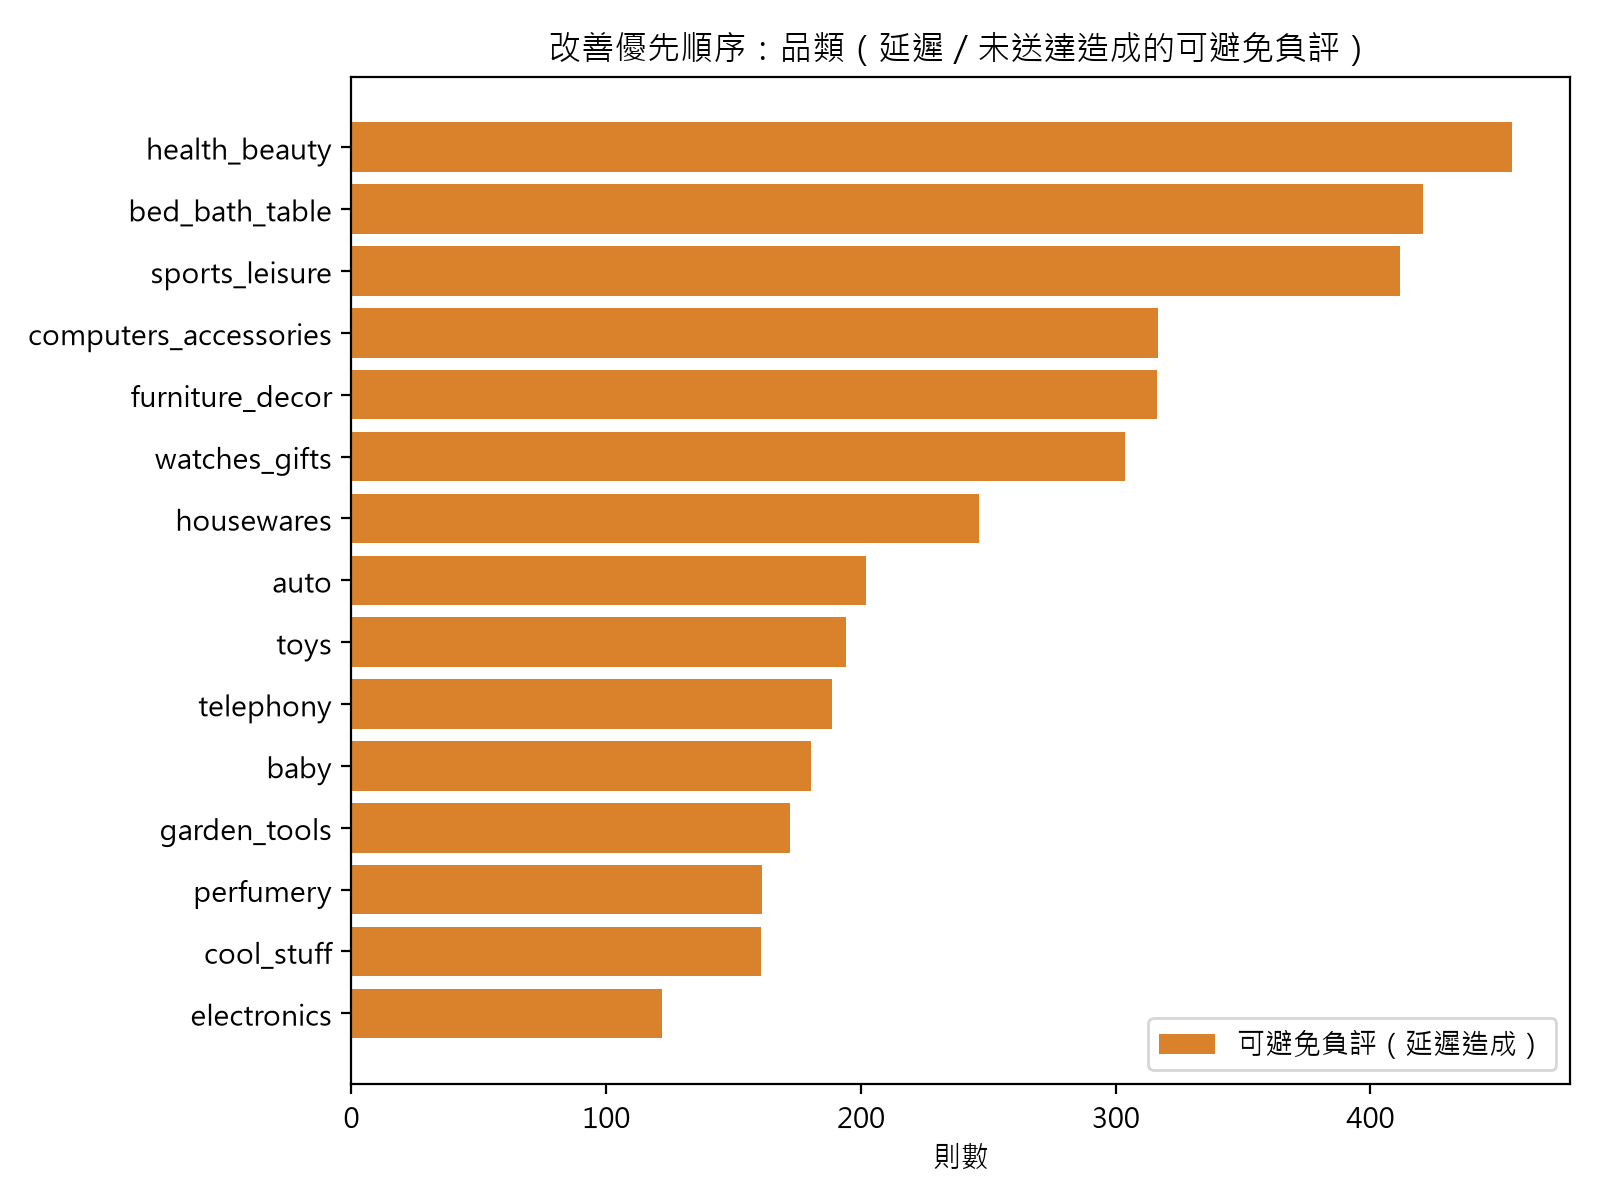 改善優先順序：品類（延遲／未送達造成的可避免負評）
health_beauty
bed_bath_table
sports_leisure
computers_accessories
furniture_decor
watches_gifts
housewares
auto
toys
telephony
baby
garden_tools
perfumery
cool_stuff
electronics
可避免負評（延遲造成）
0 100 200 300 400
則數